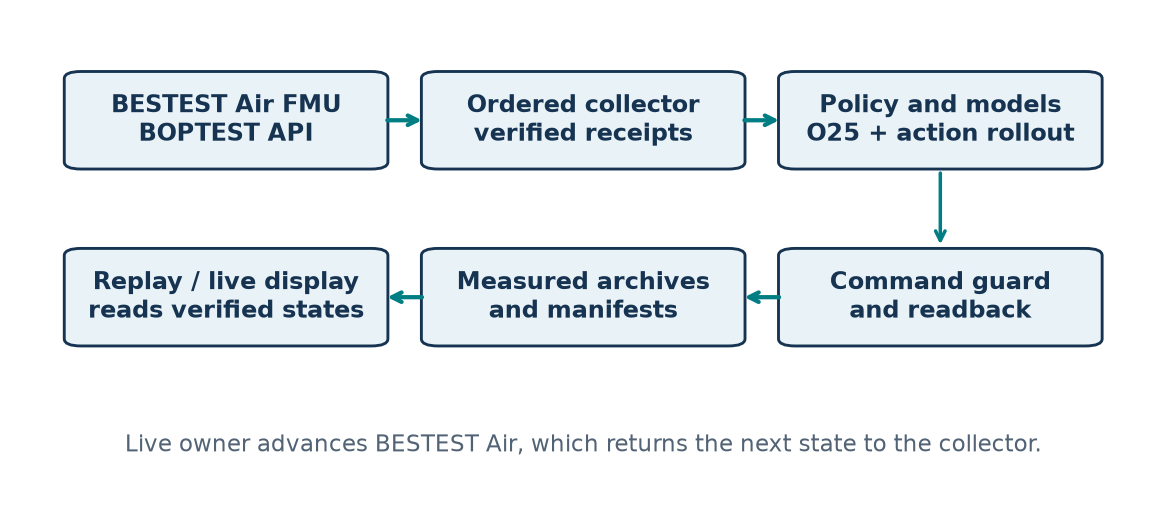 BESTEST Air FMU
BOPTEST API
Ordered collector
verified receipts
Policy and models
O25 + action rollout
Replay / live display
reads verified states
Measured archives
and manifests
Command guard
and readback
Live owner advances BESTEST Air, which returns the next state to the collector.